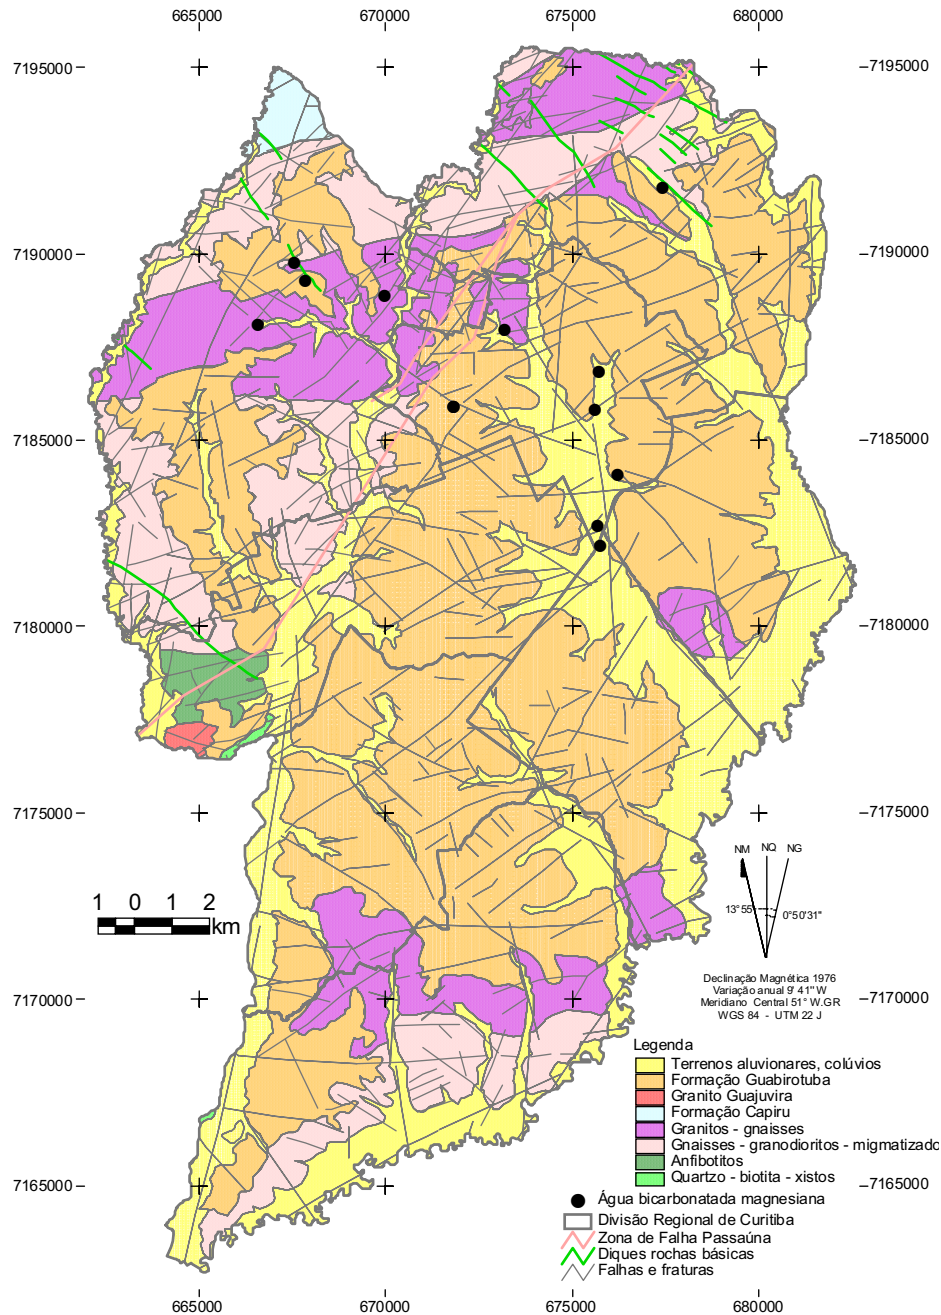 665000 670000 675000 680000
7195000 7195000
7190000 7190000
7185000 7185000
7180000 7180000
7175000 7175000
1 0 1 2
km
NM NQ NG
13°55' 0°50'31"
Declinação Magnética 1976
Variação anual 9' 41" W
Meridiano Central 51° W.GR
WGS 84 - UTM 22 J
7170000 7170000
Legenda
Terrenos aluvionares, colúvios
Formação Guabirotuba
Granito Guajuvira
Formação Capiru
Granitos - gnaisses
Gnaisses - granodioritos - migmatizado
Anfibotitos
Quartzo - biotita - xistos
7165000 7165000
Água bicarbonatada magnesiana
Divisão Regional de Curitiba
Zona de Falha Passaúna
Diques rochas básicas
Falhas e fraturas
665000 670000 675000 680000